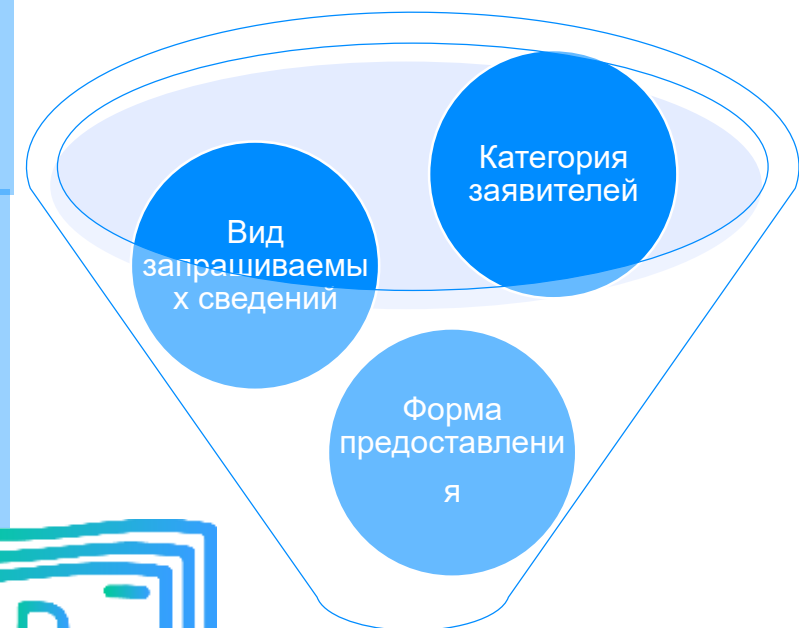 Категория
заявителей
Вид
запрашиваемы
х сведений
Форма
предоставлени
я